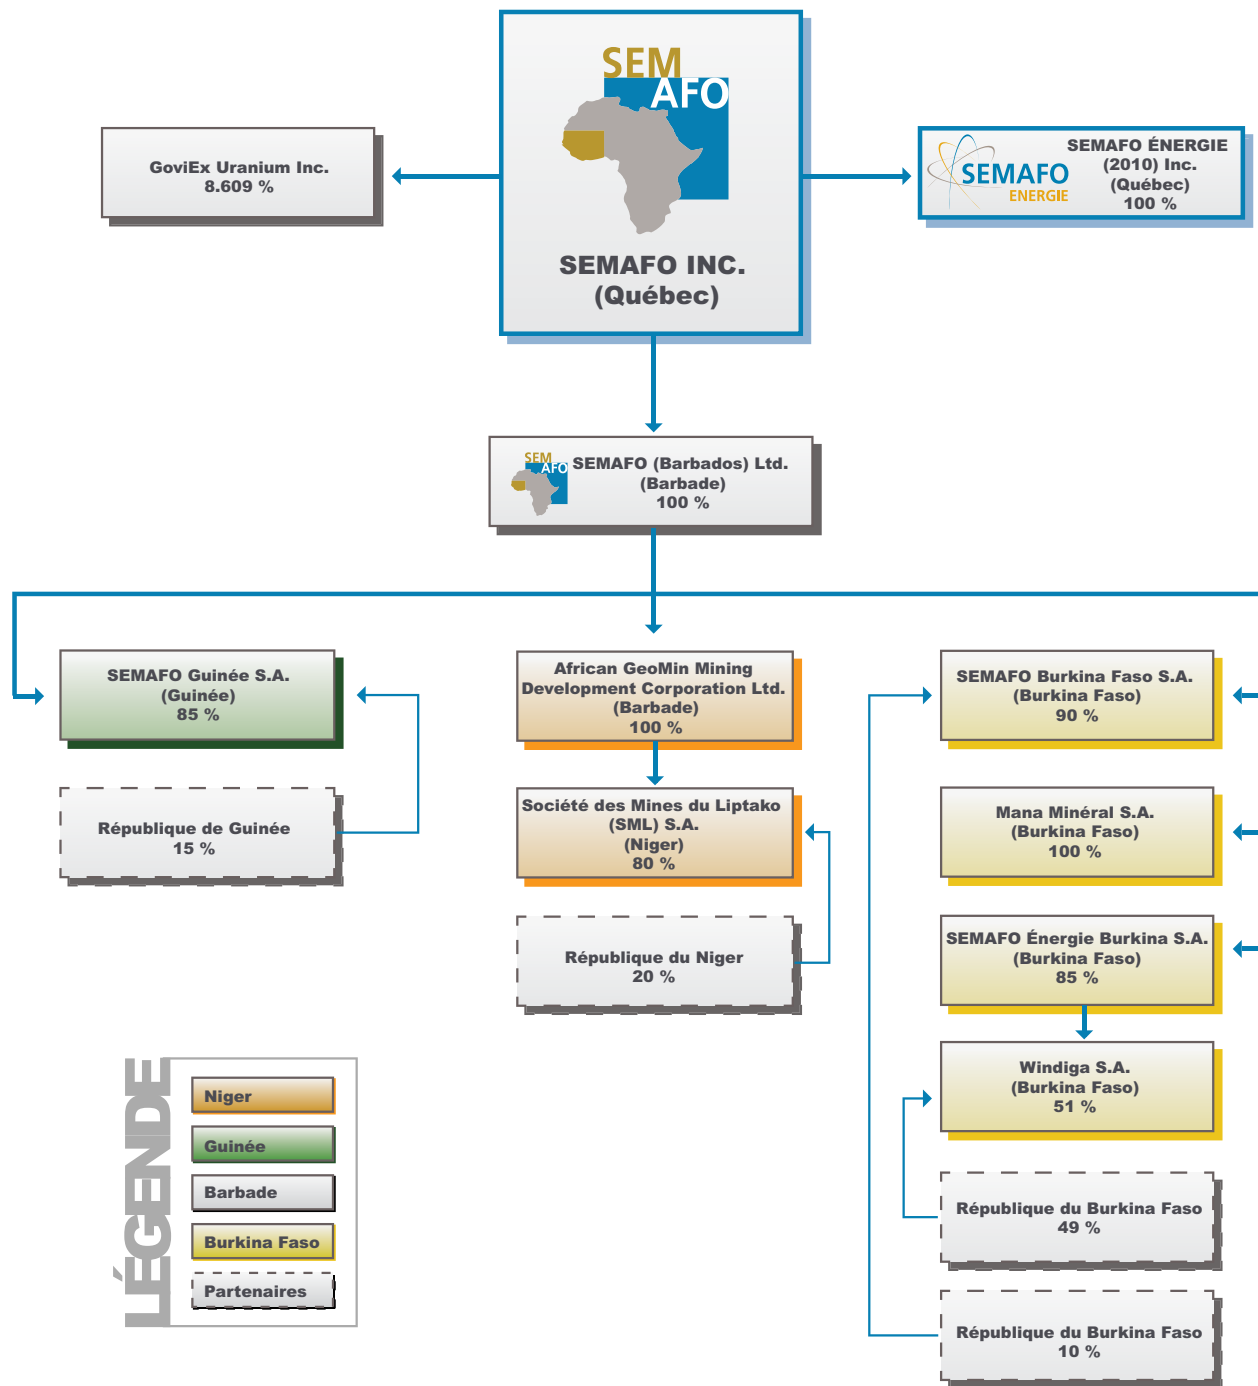 SEM
AFO
SEMAFO INC.
(Québec)
GoviEx Uranium Inc.
8.609 %
SEMAFO
ENERGIE
SEMAFO ÉNERGIE
(2010) Inc.
(Québec)
100 %
SEM
AFO
SEMAFO (Barbados) Ltd.
(Barbade)
100 %
SEMAFO Guinée S.A.
(Guinée)
85 %
République de Guinée
15 %
African GeoMin Mining
Development Corporation Ltd.
(Barbade)
100 %
Société des Mines du Liptako
(SML) S.A.
(Niger)
80 %
République du Niger
20 %
SEMAFO Burkina Faso S.A.
(Burkina Faso)
90 %
Mana Minéral S.A.
(Burkina Faso)
100 %
SEMAFO Énergie Burkina S.A.
(Burkina Faso)
85 %
Windiga S.A.
(Burkina Faso)
51 %
République du Burkina Faso
49 %
République du Burkina Faso
10 %
LÉGENDE
Niger
Guinée
Barbade
Burkina Faso
Partenaires